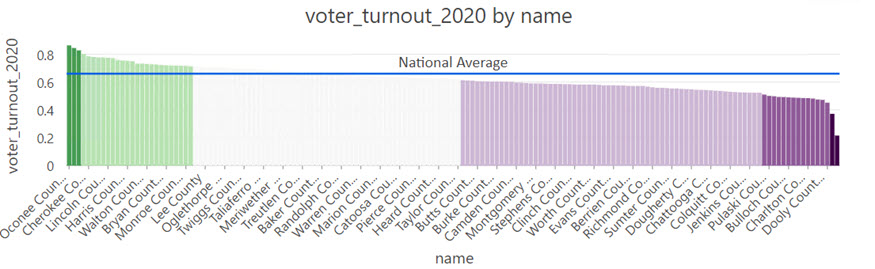 voter_turnout_2020 by name
voter_turnout_2020
0.8
0.6
0.4
0.2
0
National Average
Oconee Coun...
Cherokee Co...
Lincoln Cou...
Harris Coun...
Walton Coun...
Bryan Count...
Monroe Coun...
Lee County
Oglethorpe ...
Twiggs Coun...
Taliaferro ...
Meriwether ...
Treutlen Co...
Baker Count...
Randolph Co...
Warren Coun...
Marion Coun...
Catoosa Cou...
Pierce Coun...
Heard Count...
Taylor Coun...
Butts Count...
Burke Count...
Camden Coun...
Montgomery ...
Stephens Co...
Clinch Coun...
Worth Count...
Evans Count...
Berrien Cou...
Richmond Co...
Sumter Coun...
Dougherty C...
Chattooga C...
Colquitt Co...
Jenkins Cou...
Pulaski Cou...
Bulloch Cou...
Charlton Co...
Dooly Count...
name